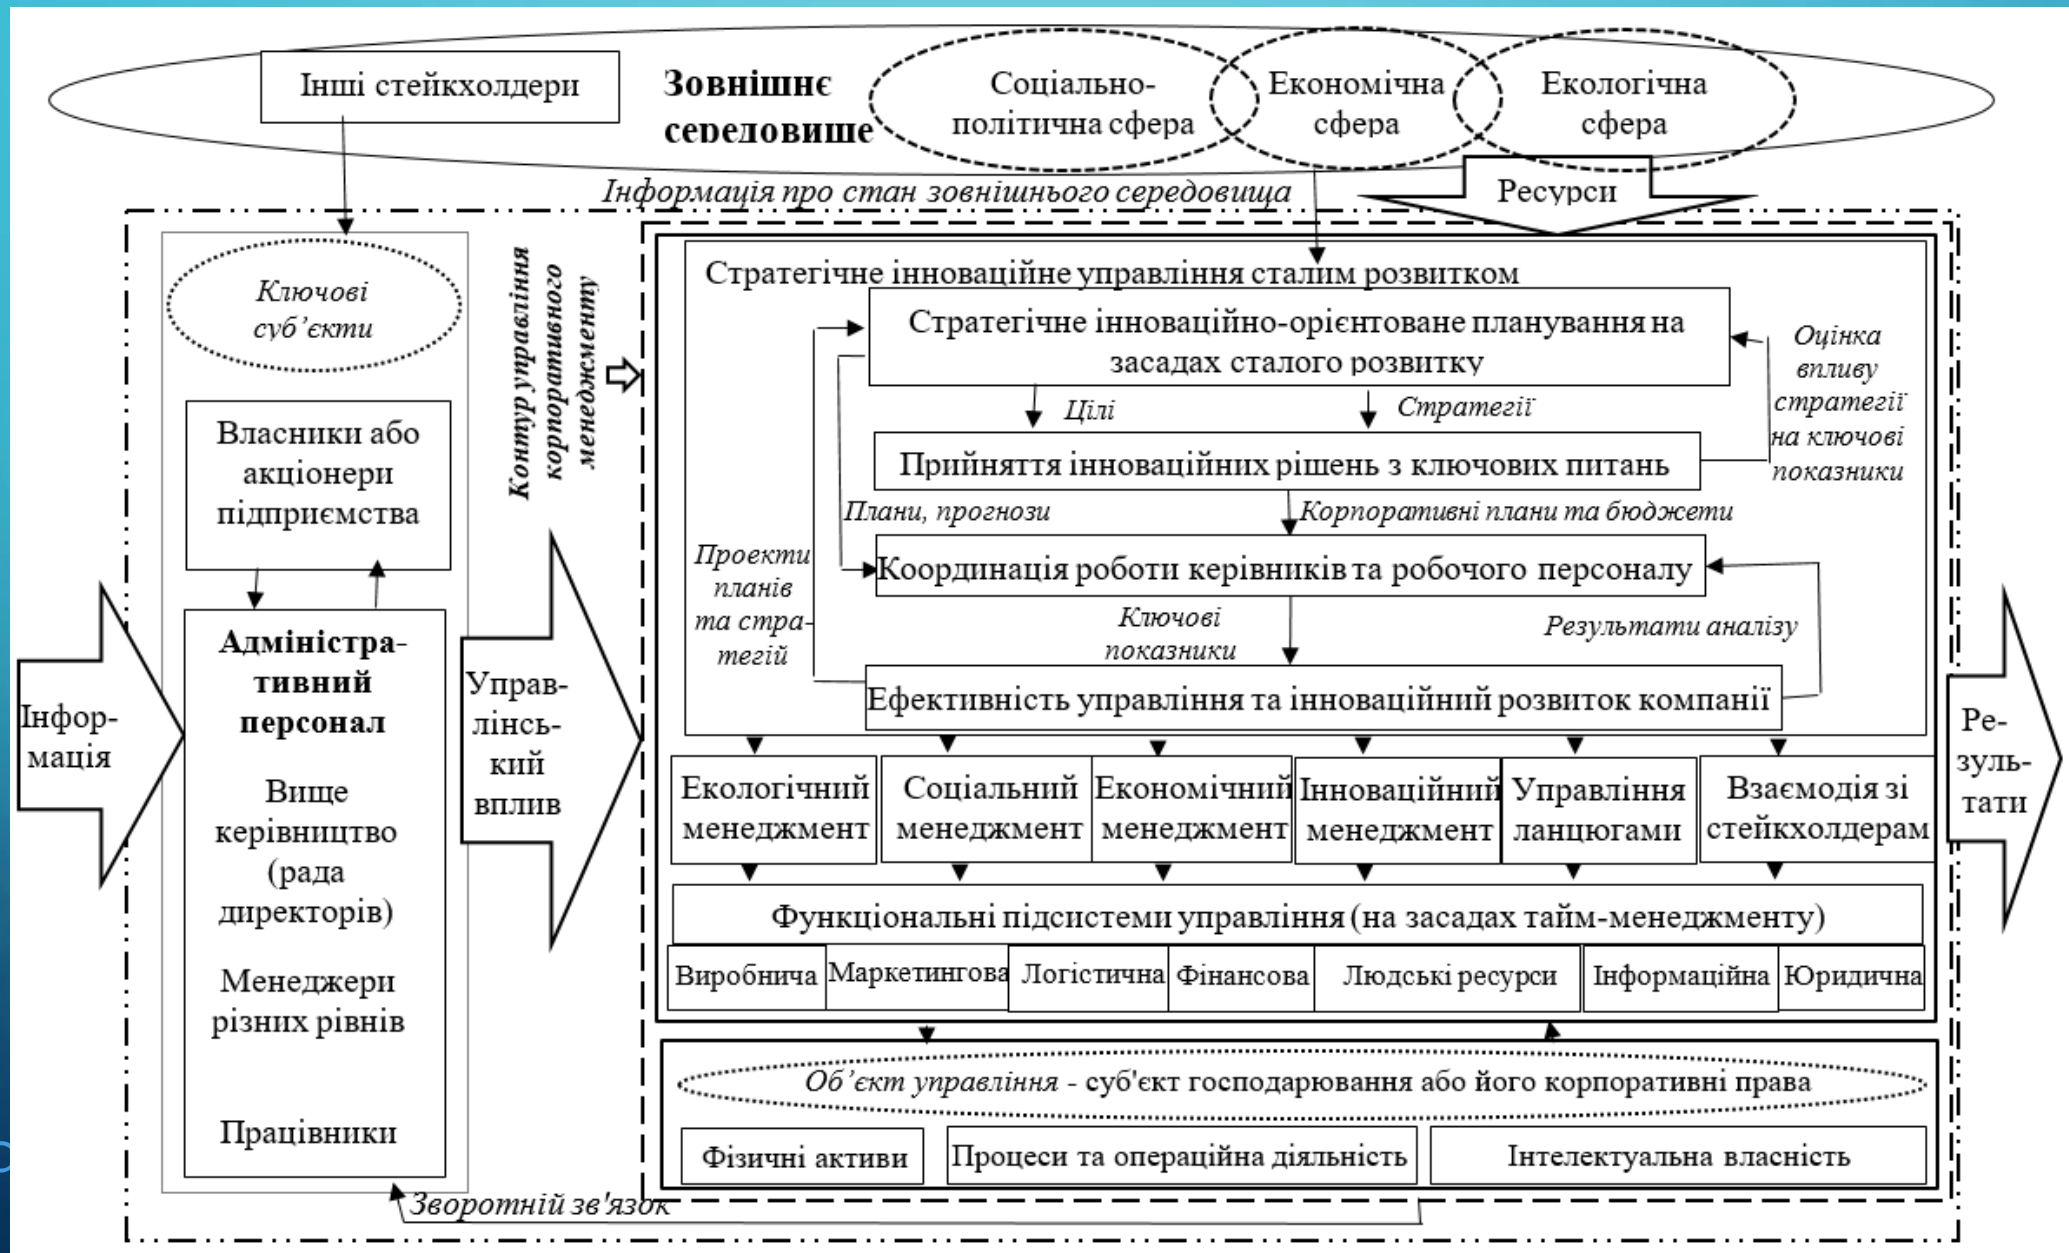 Інші стейкхолдери
Зовнішнє
середовище
Соціально-
політична сфера
Економічна
сфера
Екологічна
сфера
Інформація про стан зовнішнього середовища
Ресурси
Ключові
суб’єкти
Власники або
акціонери
підприємства
Адміністра-
тивний
персонал
Вище
керівництво
(рада
директорів)
Менеджери
різних рівнів
Працівники
Інфор-
мація
Управ-
лінсь-
кий
вплив
Контур управління
корпоративного
менеджменту
Стратегічне інноваційне управління сталим розвитком
Стратегічне інноваційно-орієнтоване планування на
засадах сталого розвитку
Цілі
Стратегії
Оцінка
впливу
стратегії
на ключові
показники
Прийняття інноваційних рішень з ключових питань
Плани, прогнози
Корпоративні плани та бюджети
Проекти
планів
та стра-
тегій
Координація роботи керівників та робочого персоналу
Ключові
показники
Результати аналізу
Ефективність управління та інноваційний розвиток компанії
Екологічний
менеджмент
Соціальний
менеджмент
Економічний
менеджмент
Інноваційний
менеджмент
Управління
ланцюгами
Взаємодія зі
стейкхолдерам
Функціональні підсистеми управління (на засадах тайм-менеджменту)
Виробнича
Маркетингова
Логістична
Фінансова
Людські ресурси
Інформаційна
Юридична
Об’єкт управління - суб'єкт господарювання або його корпоративні права
Фізичні активи
Процеси та операційна діяльність
Інтелектуальна власність
Зворотній зв'язок
Ре-
зуль-
тати